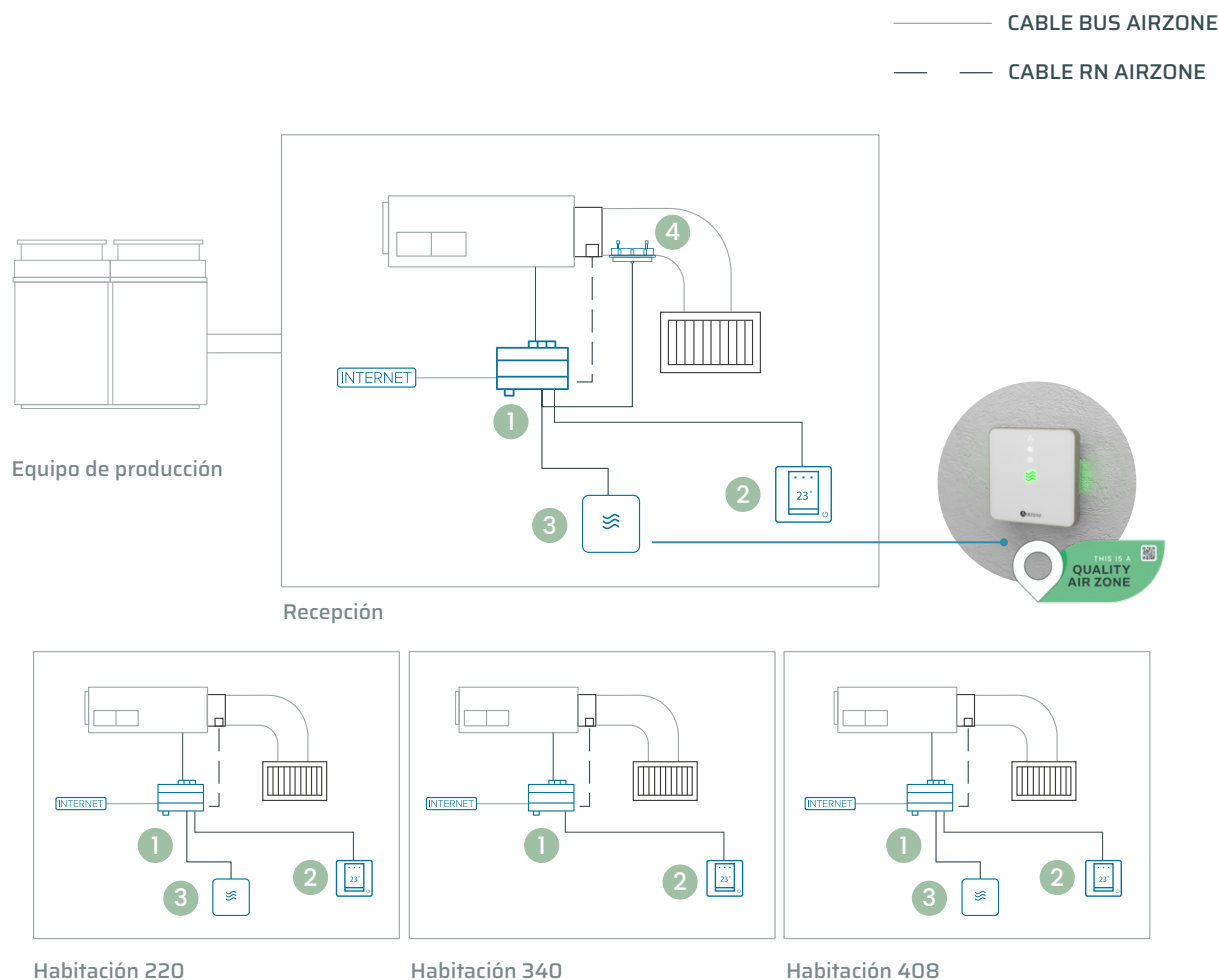 CABLE BUS AIRZONE
CABLE RN AIRZONE
4
INTERNET
1
Equipo de producción
23°
2
3
THIS IS A
QUALITY
AIR ZONE
Recepción
INTERNET
1
23°
2
3
Habitación 220
INTERNET
1
23°
2
Habitación 340
INTERNET
1
23°
2
3
Habitación 408